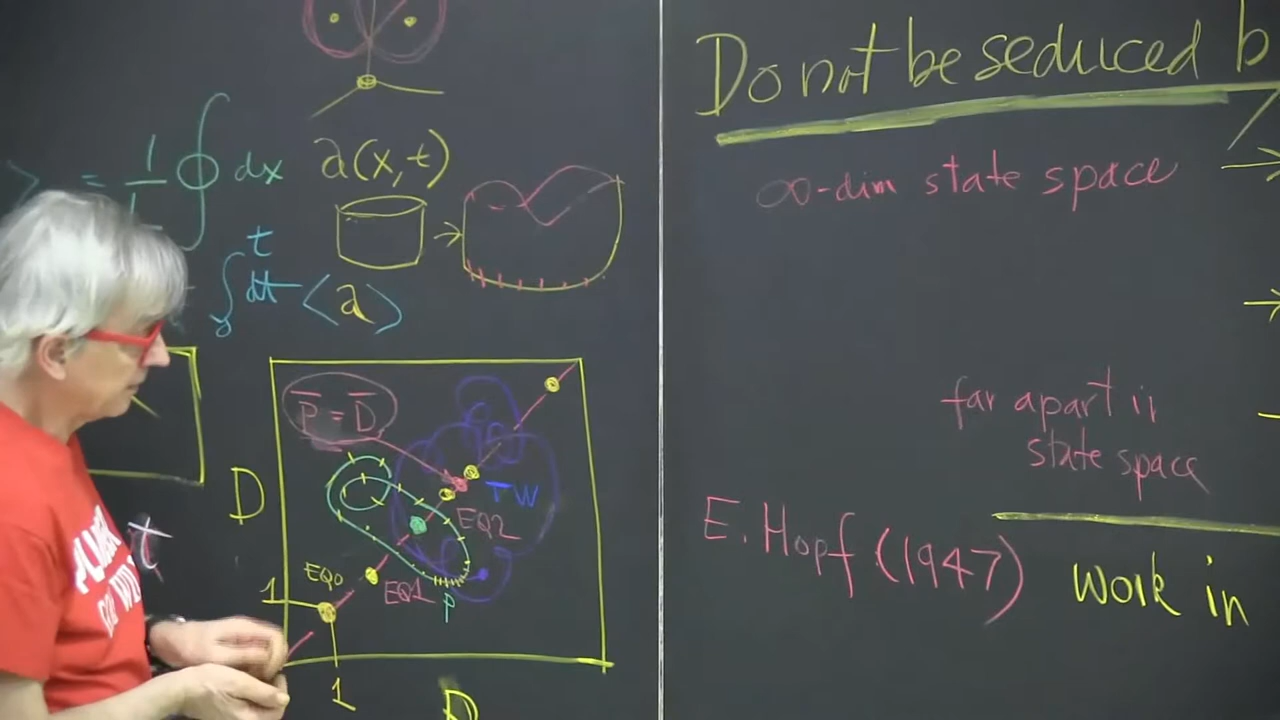 = 1 ∮ dx
a(x,t)
t
∫ dt <a>
P = D
D
TW
EQ2
EQ0
EQ1
1
p
1
t
Do not be seduced b
∞-dim state space
far apart in
state space
E. Hopf (1947)
work in